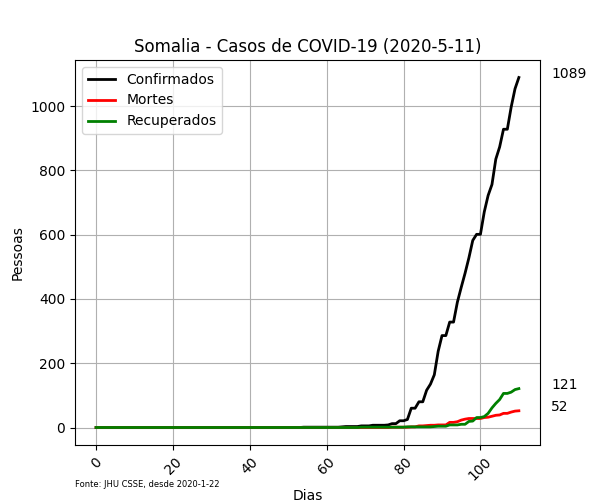 Somalia - Casos de COVID-19 (2020-5-11)
Confirmados
Mortes
Recuperados
1089
121
52
1000
800
600
400
200
0
Pessoas
0
20
40
60
80
100
Fonte: JHU CSSE, desde 2020-1-22
Dias